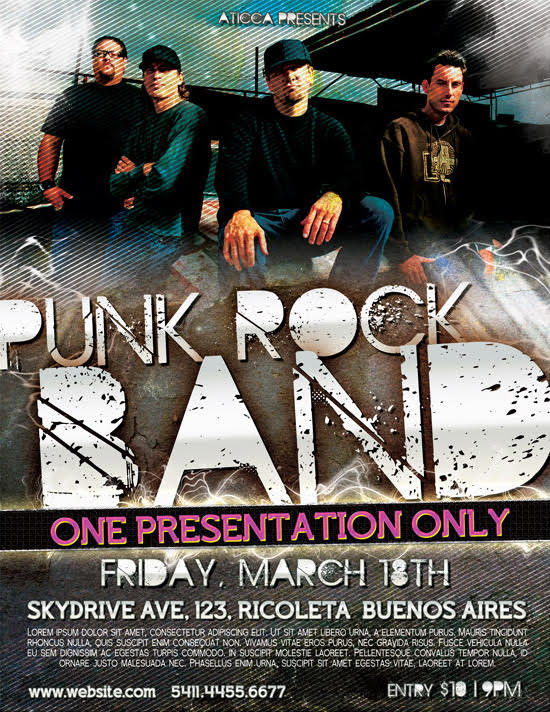 ATICCA PRESENTS
PUNK ROCK
BAND
ONE PRESENTATION ONLY
FRIDAY, MARCH 18TH
SKYDRIVE AVE, 123, RICOLETA BUENOS AIRES
LOREM IPSUM DOLOR SIT AMET, CONSECTETUR ADIPISCING ELIT. UT SIT AMET LIBERO URNA, A ELEMENTUM PURUS. MAURIS TINCIDUNT
RHONCUS NULLA, QUIS SUSCIPIT ENIM CONSEQUAT NON. VIVAMUS VITAE EROS PURUS, NEC GRAVIDA RISUS. FUSCE VEHICULA NULLA
EU SEM DIGNISSIM AC EGESTAS TURPIS COMMODO. IN SUSCIPIT MOLESTIE LAOREET. PELLENTESQUE CONVALLIS TEMPOR NULLA, ID
ORNARE JUSTO MALESUADA NEC. PHASELLUS ENIM URNA, SUSCIPIT SIT AMET EGESTAS VITAE, LAOREET AT LOREM.
www.website.com 5411.4455.6677 ENTRY $10 | 9PM